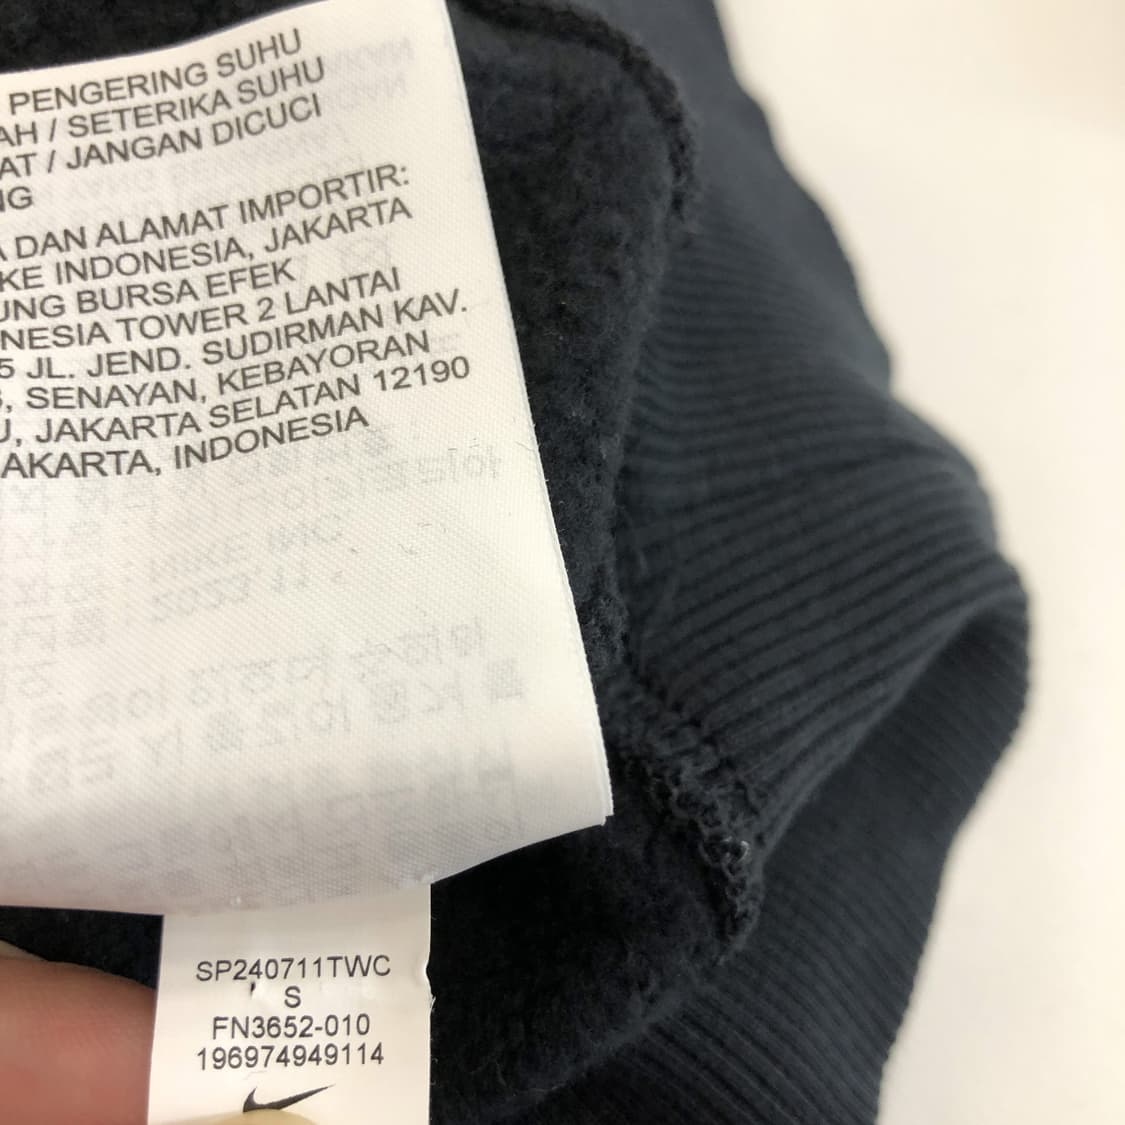 PENGERING SUHU
AH / SETERIKA SUHU
AT / JANGAN DICUCI
NG
DAN ALAMAT IMPORTIR:
KE INDONESIA, JAKARTA
UNG BURSA EFEK
NESIA TOWER 2 LANTAI
5 JL. JEND. SUDIRMAN KAV.
, SENAYAN, KEBAYORAN
U, JAKARTA SELATAN 12190
AKARTA, INDONESIA
SP240711TWC
S
FN3652-010
196974949114